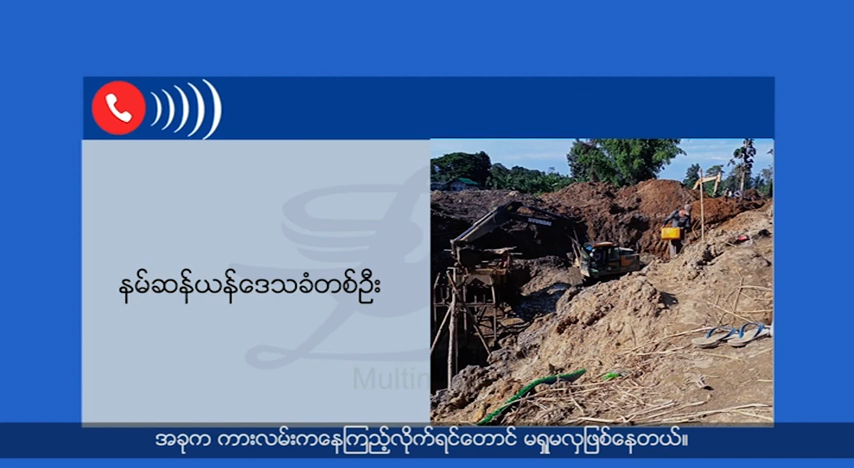 နမ်ဆန်ယန်ဒေသခံတစ်ဦး
Multim
အခုက ကားလမ်းကနေကြည့်လိုက်ရင်တောင် မရှုမလှဖြစ်နေတယ်။